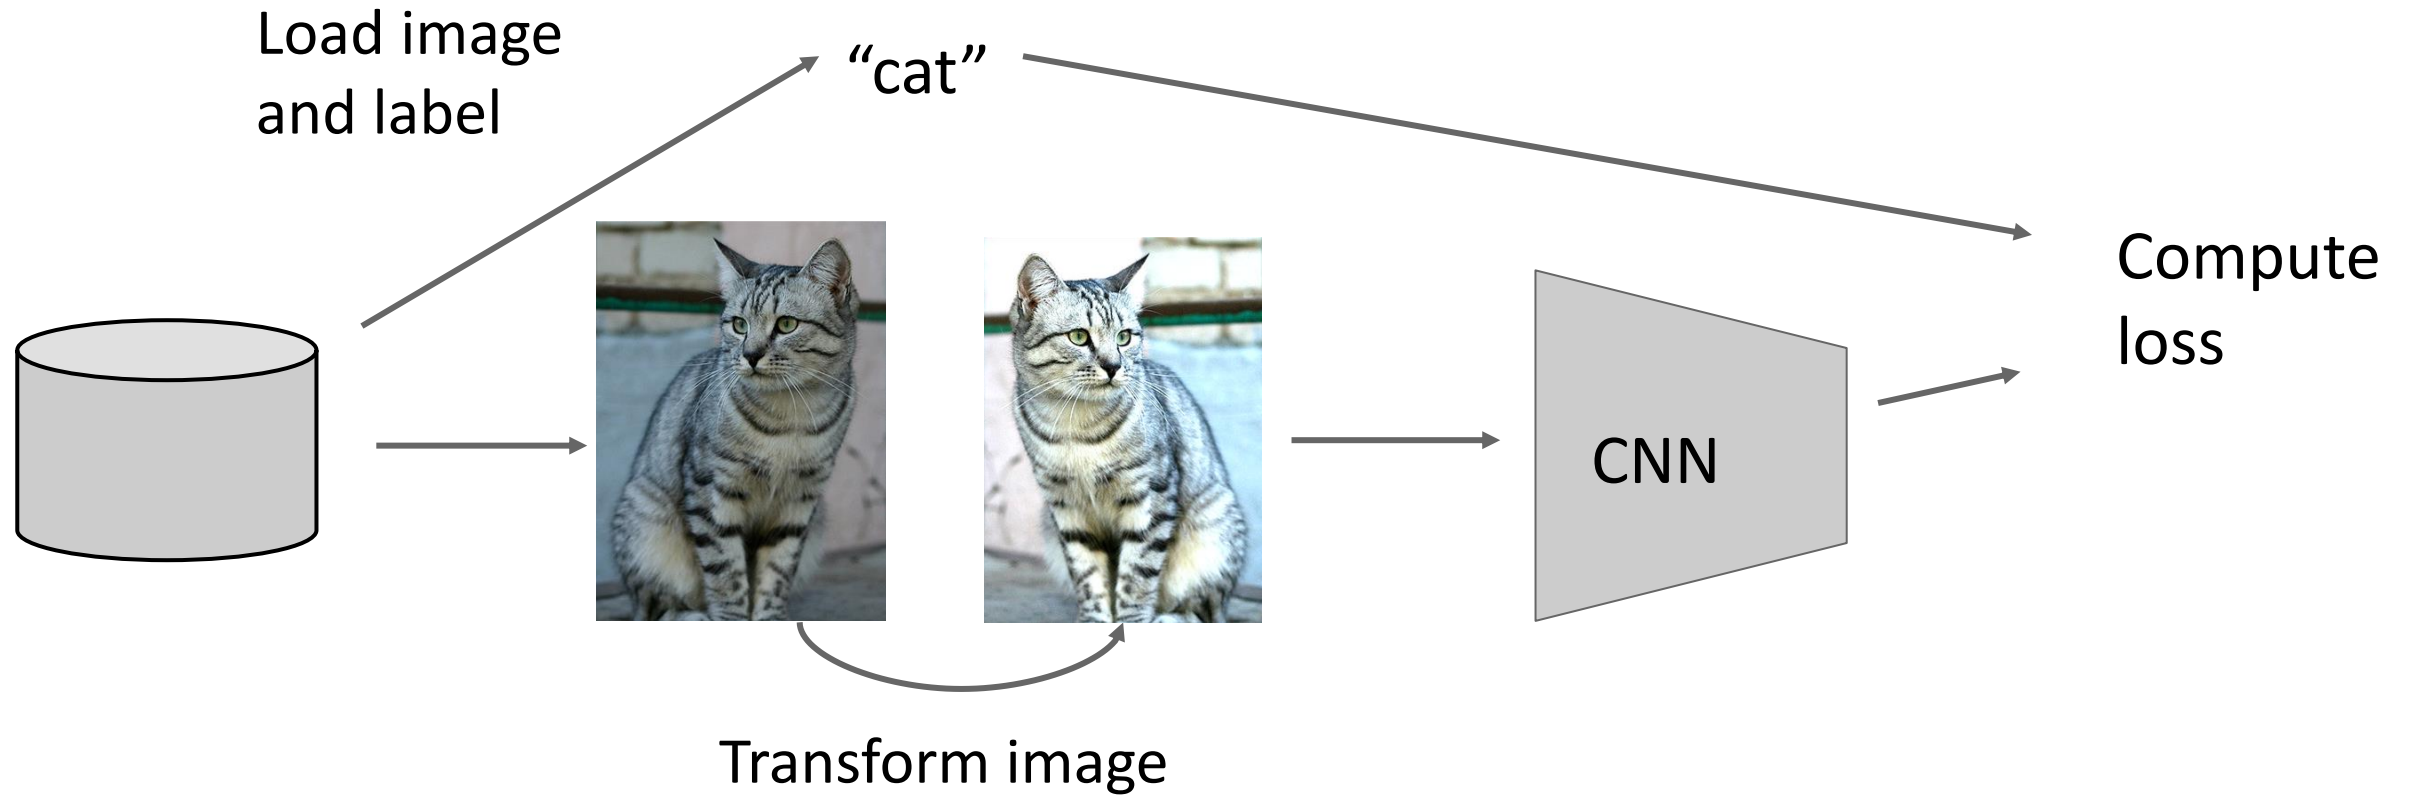 Load image
and label
“cat”
Compute
loss
CNN
Transform image